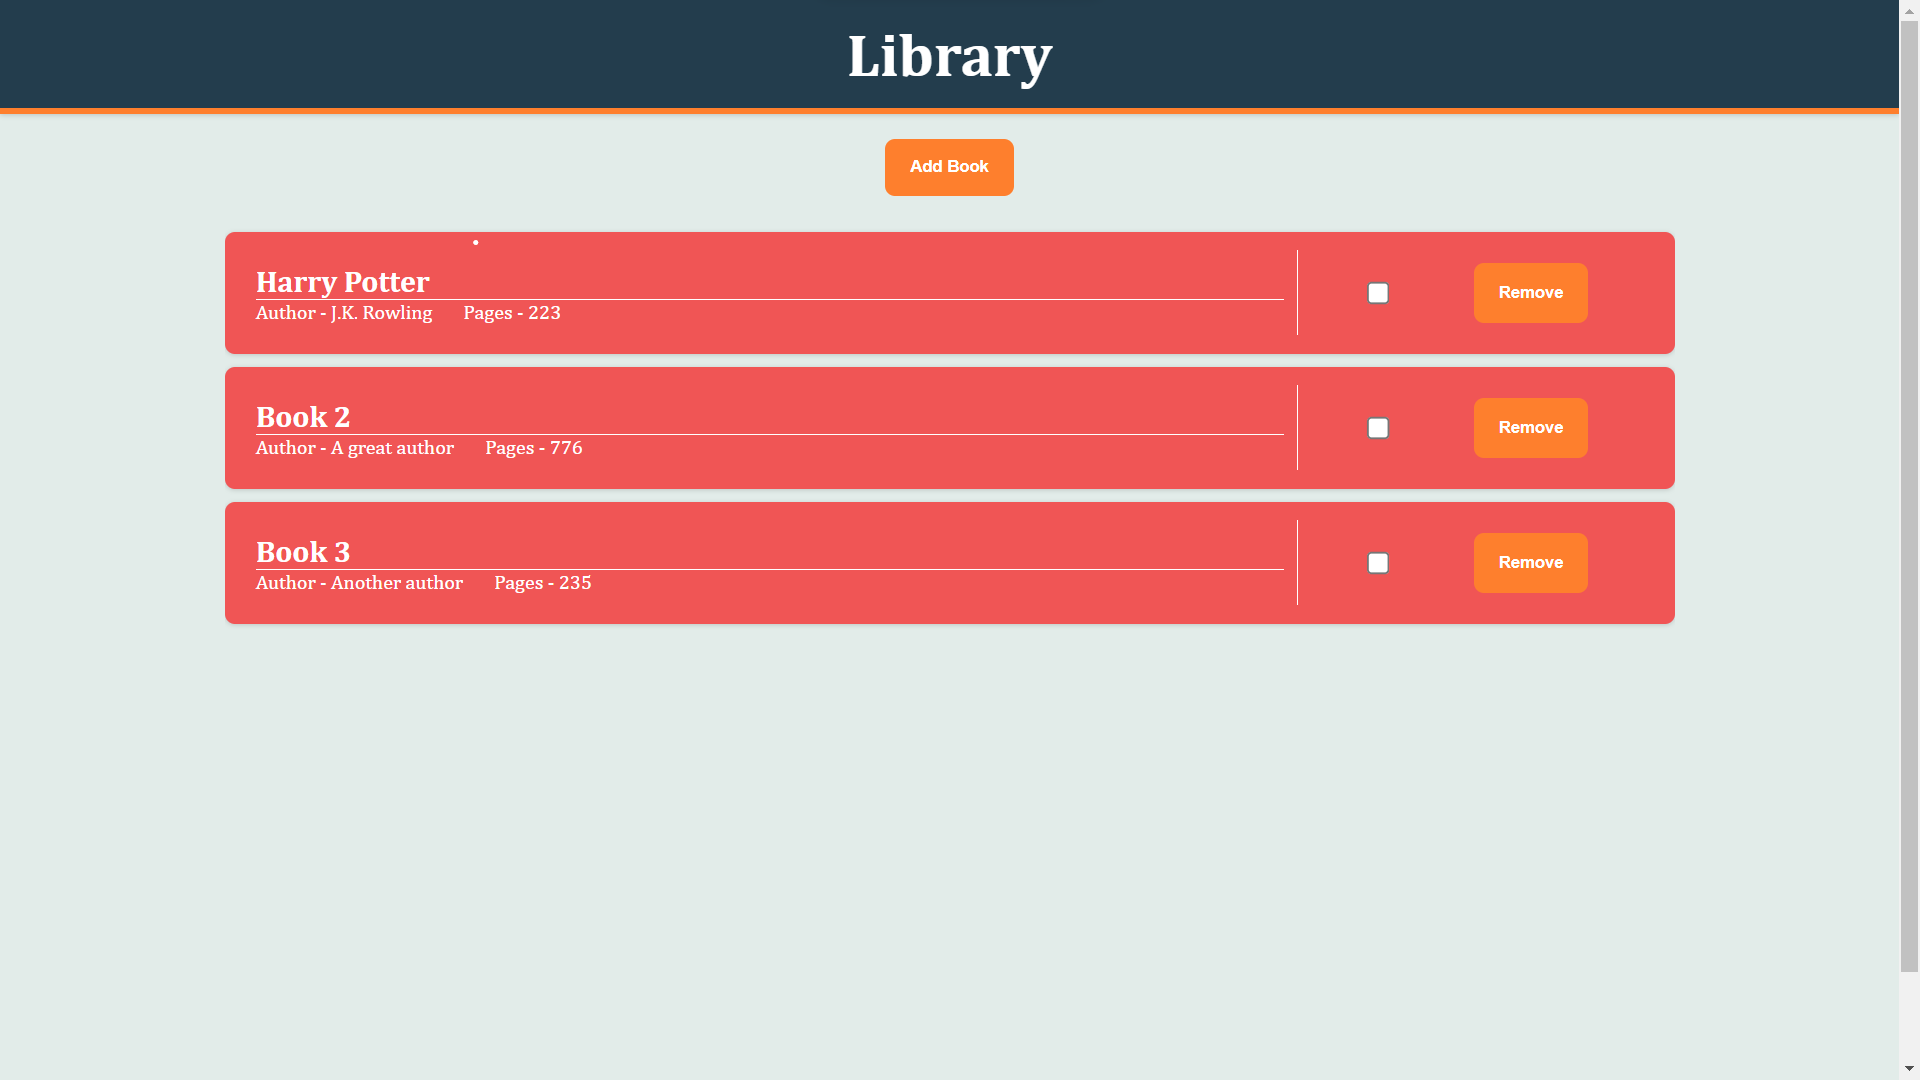 Library
Add Book
Harry Potter
Author - J.K. Rowling Pages - 223
Remove
Book 2
Author - A great author Pages - 776
Remove
Book 3
Author - Another author Pages - 235
Remove